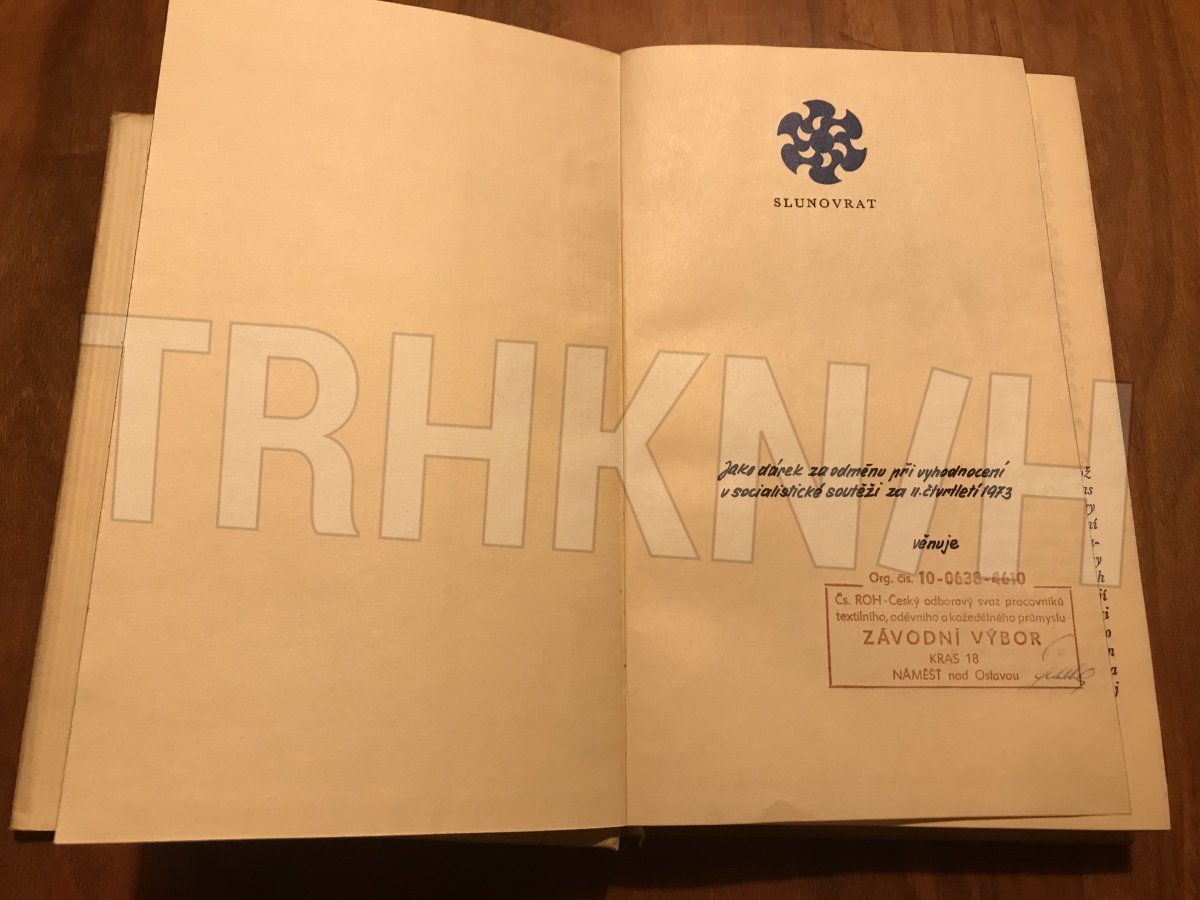 SLUNOVRAT
TRHKNIH
Jako dárek za odměnu při vyhodnocení
v socialistické soutěži za II. čtvrtletí 1973
věnuje
Org. čís. 10-0638-4610
Čs. ROH-Český odborový svaz pracovníků
textilního, oděvního a kožedělného průmyslu
ZÁVODNÍ VÝBOR
KRAS 18
NÁMĚŠŤ nad Oslavou